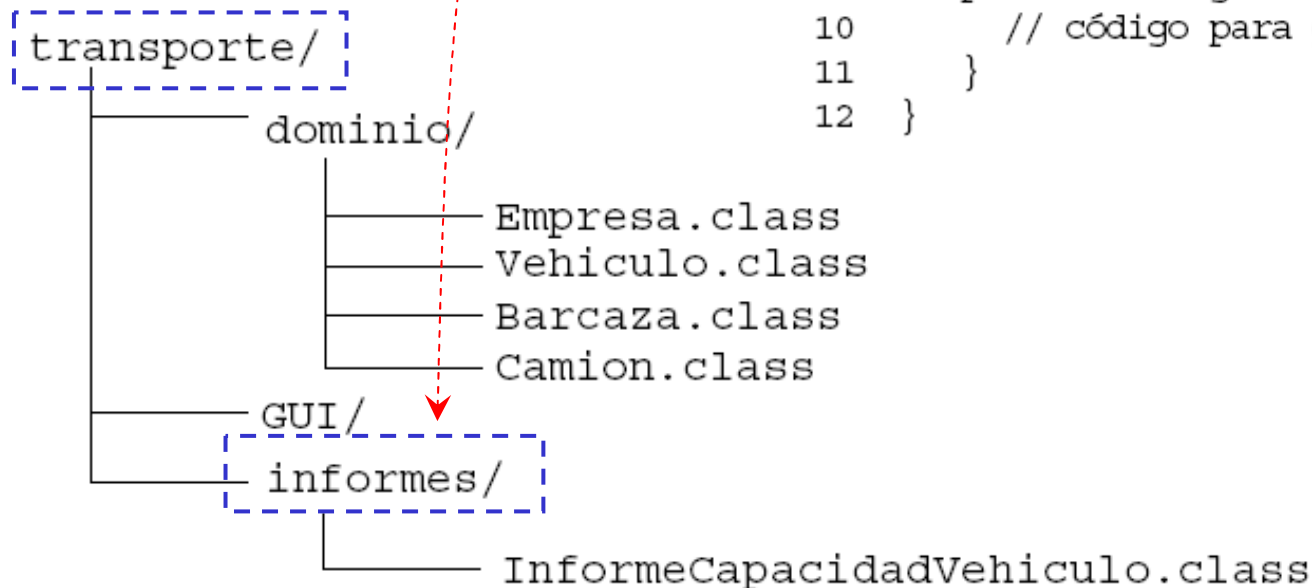 10 // código para
11 }
12 }
transporte/
dominio/
Empresa.class
Vehiculo.class
Barcaza.class
Camion.class
GUI/
informes/
InformeCapacidadVehiculo.class